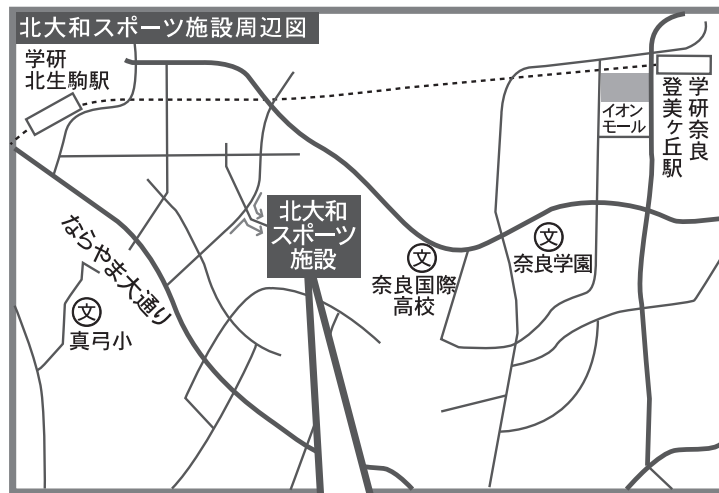 北大和スポーツ施設周辺図
学研
北生駒駅
イオン
モール
学研奈良
登美ヶ丘駅
北大和
スポーツ
施設
ならやま大通り
文
奈良国際
高校
文
奈良学園
文
真弓小